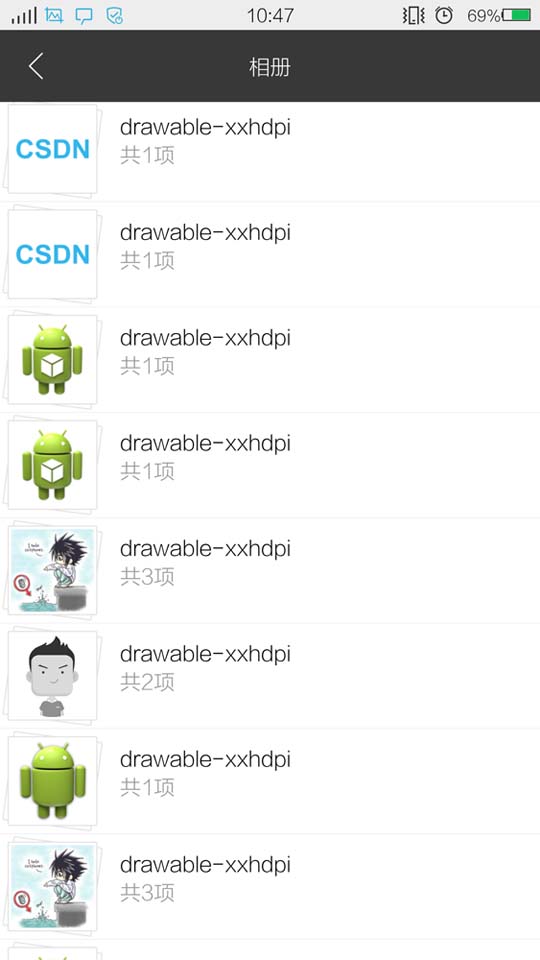 10:47
69%
相册
CSDN
drawable-xxhdpi
共1项
CSDN
drawable-xxhdpi
共1项
drawable-xxhdpi
共1项
drawable-xxhdpi
共1项
drawable-xxhdpi
共3项
drawable-xxhdpi
共2项
drawable-xxhdpi
共1项
drawable-xxhdpi
共3项